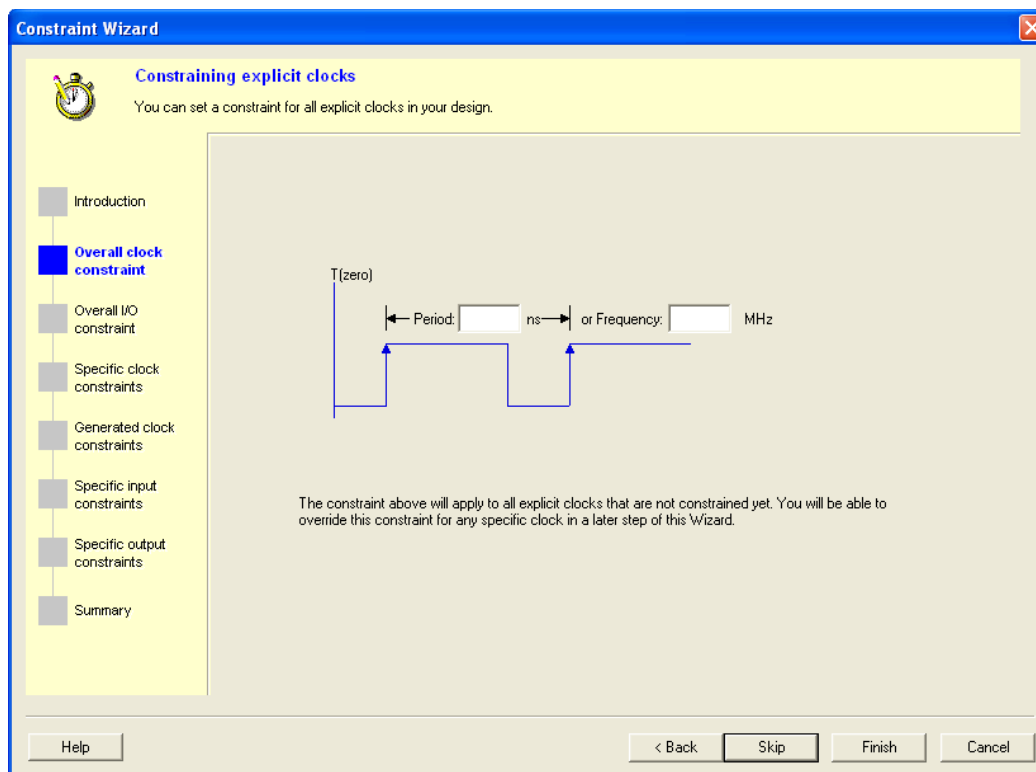 Constraint Wizard
Constraining explicit clocks
You can set a constraint for all explicit clocks in your design.
Introduction
Overall clock
constraint
Overall I/O
constraint
Specific clock
constraints
Generated clock
constraints
Specific input
constraints
Specific output
constraints
Summary
T(zero)
Period: ns or Frequency: MHz
The constraint above will apply to all explicit clocks that are not constrained yet. You will be able to
override this constraint for any specific clock in a later step of this Wizard.
Help < Back Skip Finish Cancel